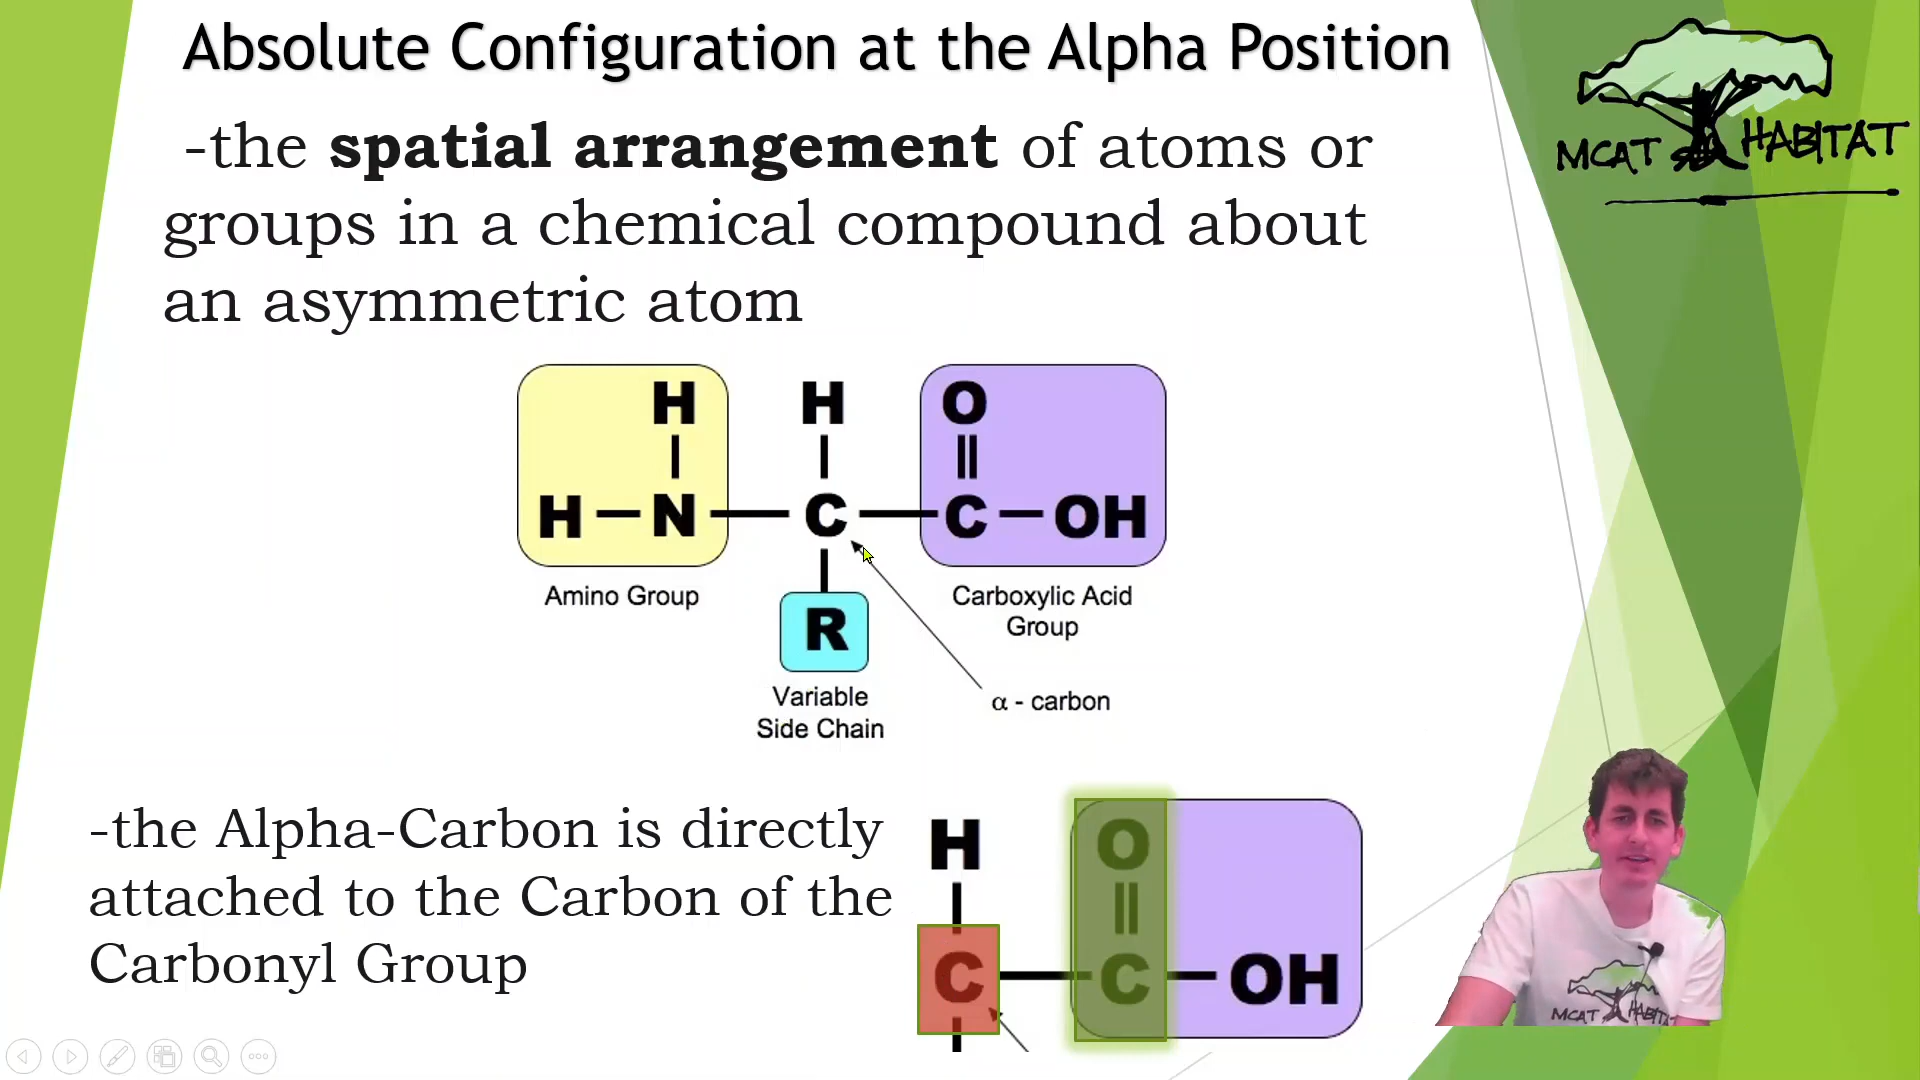 Absolute Configuration at the Alpha Position
-the spatial arrangement of atoms or
groups in a chemical compound about
an asymmetric atom
MCAT HABITAT
H H O
||
H N C C OH
Amino Group
Carboxylic Acid
Group
R
Variable
Side Chain
α - carbon
-the Alpha-Carbon is directly
attached to the Carbon of the
Carbonyl Group
H O
||
C C OH
MCAT HABITAT